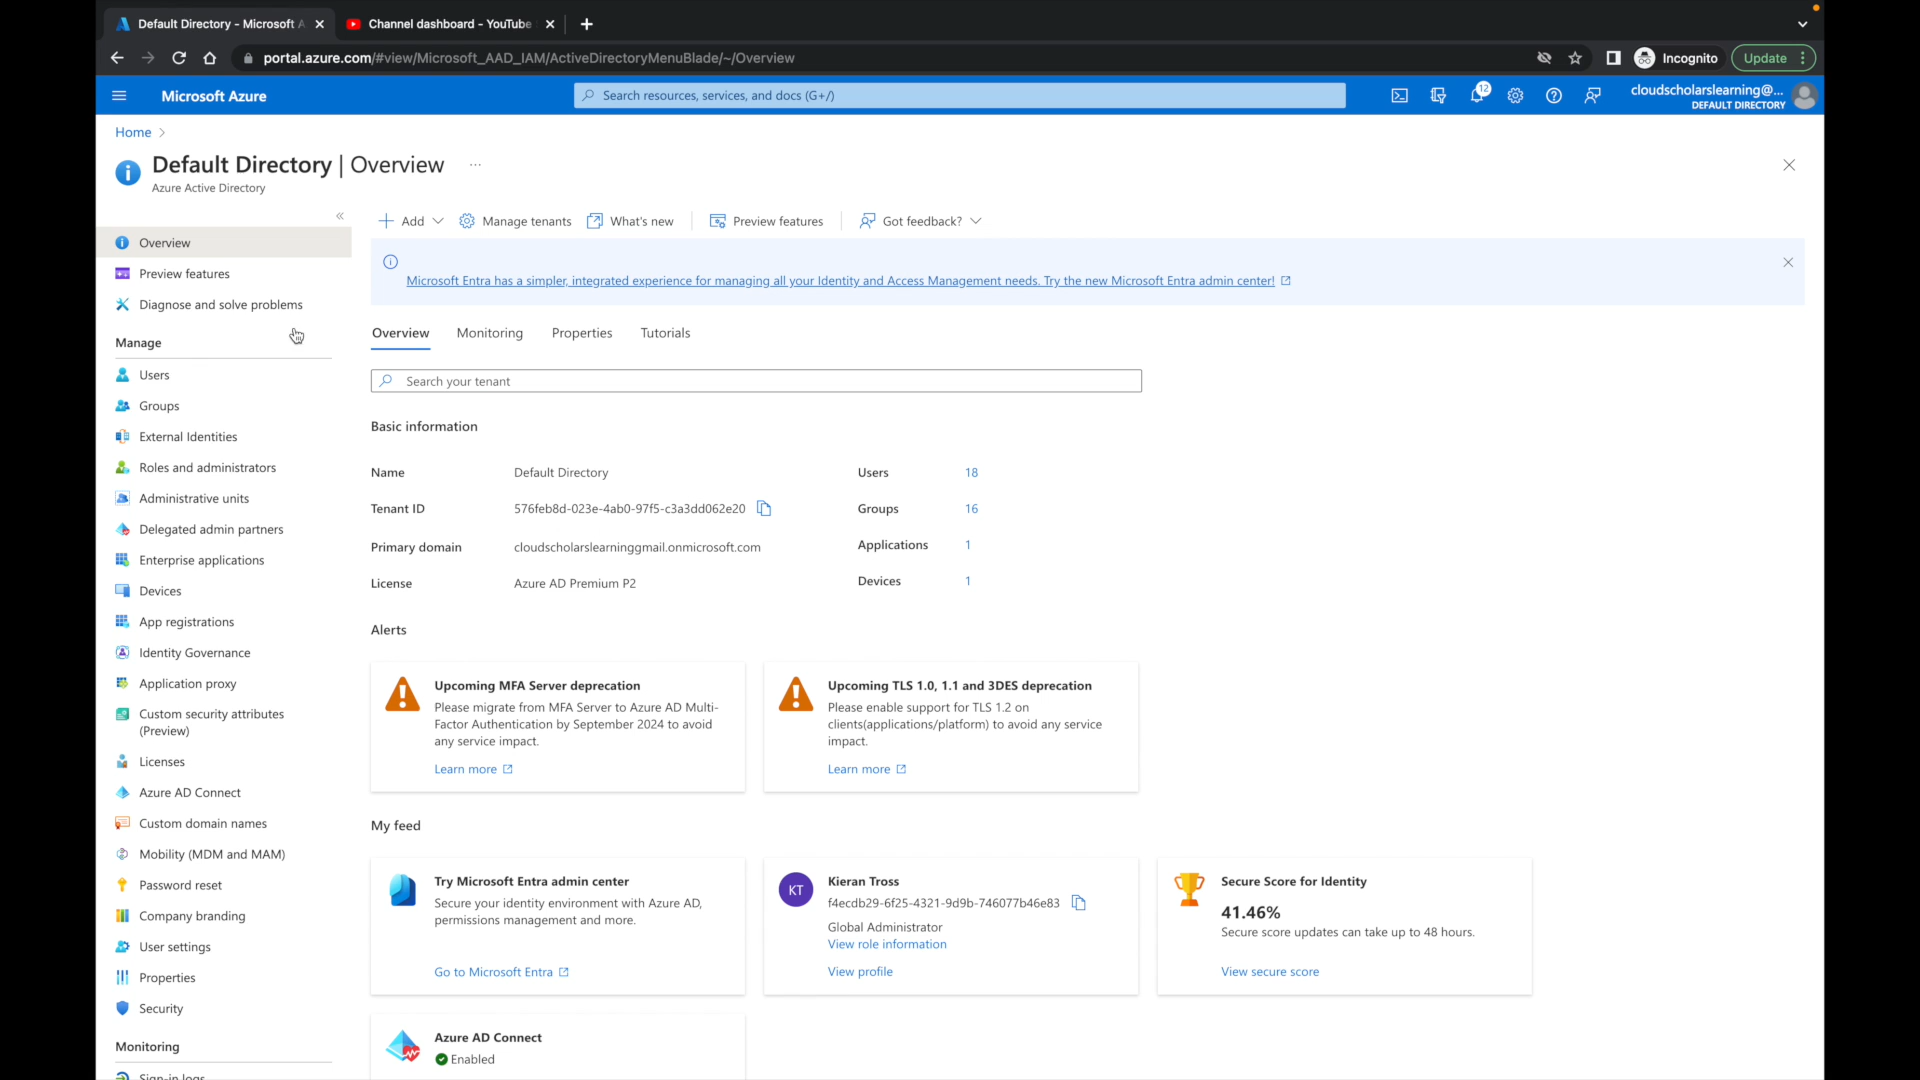 Default Directory - Microsoft A
Channel dashboard - YouTube
portal.azure.com/#view/Microsoft_AAD_IAM/ActiveDirectoryMenuBlade/~/Overview
Incognito
Update
Microsoft Azure
Search resources, services, and docs (G+/)
12
cloudscholarslearning@...
DEFAULT DIRECTORY
Home
Default Directory | Overview
Azure Active Directory
Overview
Preview features
Diagnose and solve problems
Manage
Users
Groups
External Identities
Roles and administrators
Administrative units
Delegated admin partners
Enterprise applications
Devices
App registrations
Identity Governance
Application proxy
Custom security attributes
(Preview)
Licenses
Azure AD Connect
Custom domain names
Mobility (MDM and MAM)
Password reset
Company branding
User settings
Properties
Security
Monitoring
Sign-in logs
Add
Manage tenants
What's new
Preview features
Got feedback?
Microsoft Entra has a simpler, integrated experience for managing all your Identity and Access Management needs. Try the new Microsoft Entra admin center!
Overview
Monitoring
Properties
Tutorials
Search your tenant
Basic information
Name Default Directory
Tenant ID 576feb8d-023e-4ab0-97f5-c3a3dd062e20
Primary domain cloudscholarslearninggmail.onmicrosoft.com
License Azure AD Premium P2
Users 18
Groups 16
Applications 1
Devices 1
Alerts
Upcoming MFA Server deprecation
Please migrate from MFA Server to Azure AD Multi-
Factor Authentication by September 2024 to avoid
any service impact.
Learn more
Upcoming TLS 1.0, 1.1 and 3DES deprecation
Please enable support for TLS 1.2 on
clients(applications/platform) to avoid any service
impact.
Learn more
My feed
Try Microsoft Entra admin center
Secure your identity environment with Azure AD,
permissions management and more.
Go to Microsoft Entra
KT
Kieran Tross
f4ecdb29-6f25-4321-9d9b-746077b46e83
Global Administrator
View role information
View profile
Secure Score for Identity
41.46%
Secure score updates can take up to 48 hours.
View secure score
Azure AD Connect
Enabled